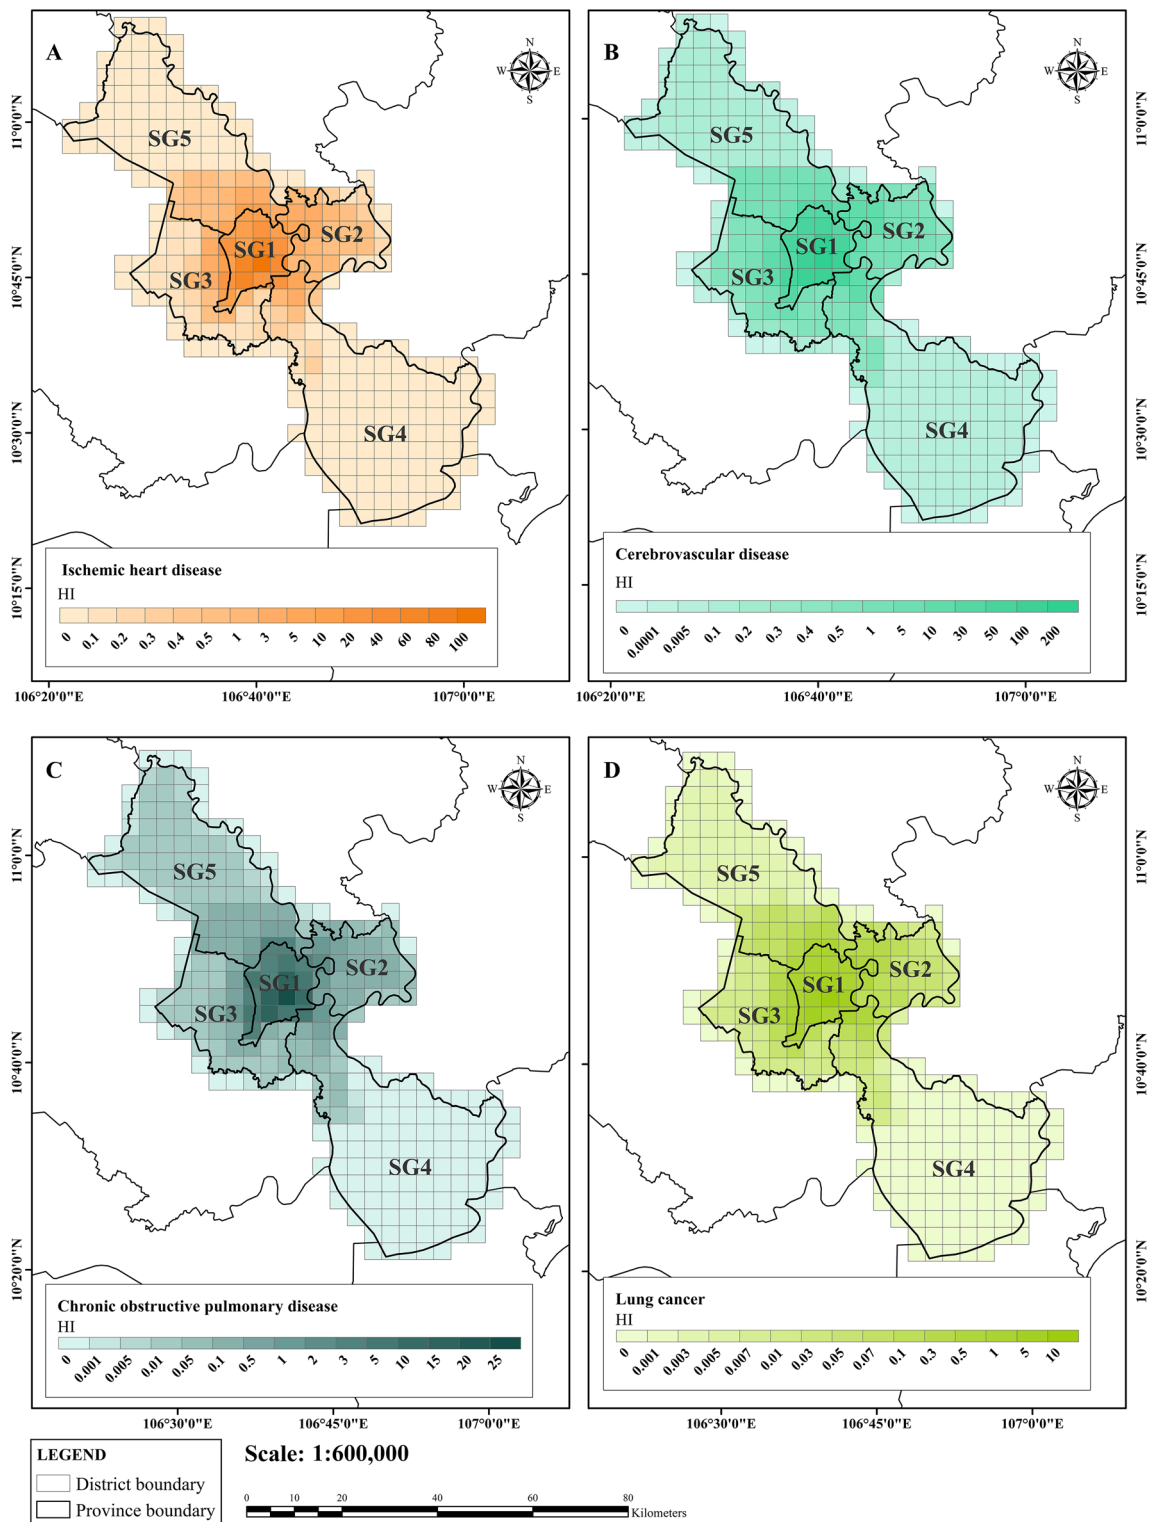 A
N
W
E
S
SG5
SG1
SG2
SG3
SG4
11°0'0"N
10°45'0"N
10°30'0"N
10°15'0"N
Ischemic heart disease
HI
0 0.1 0.2 0.3 0.4 0.5 1 3 5 10 20 40 60 80 100
106°20'0"E 106°40'0"E 107°0'0"E
B
N
W
E
S
SG5
SG1
SG2
SG3
SG4
11°0'0"N
10°45'0"N
10°30'0"N
10°15'0"N
Cerebrovascular disease
HI
0 0.0001 0.005 0.1 0.2 0.3 0.4 0.5 1 5 10 30 50 100 200
106°20'0"E 106°40'0"E 107°0'0"E
C
N
W
E
S
SG5
SG1
SG2
SG3
SG4
11°0'0"N
10°40'0"N
10°20'0"N
Chronic obstructive pulmonary disease
HI
0 0.001 0.005 0.01 0.05 0.1 0.5 1 2 3 5 10 15 20 25
106°30'0"E 106°45'0"E 107°0'0"E
D
N
W
E
S
SG5
SG1
SG2
SG3
SG4
11°0'0"N
10°40'0"N
10°20'0"N
Lung cancer
HI
0 0.001 0.003 0.005 0.007 0.01 0.03 0.05 0.07 0.1 0.3 0.5 1 5 10
106°30'0"E 106°45'0"E 107°0'0"E
LEGEND
District boundary
Province boundary
Scale: 1:600,000
0 10 20 40 60 80
Kilometers